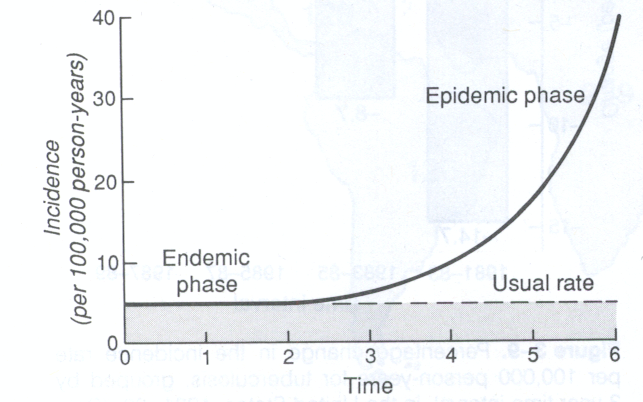 40
30
20
10
0
Incidence
(per 100,000 person-years)
Epidemic phase
Endemic
phase
Usual rate
1 2 3 4 5 6
Time